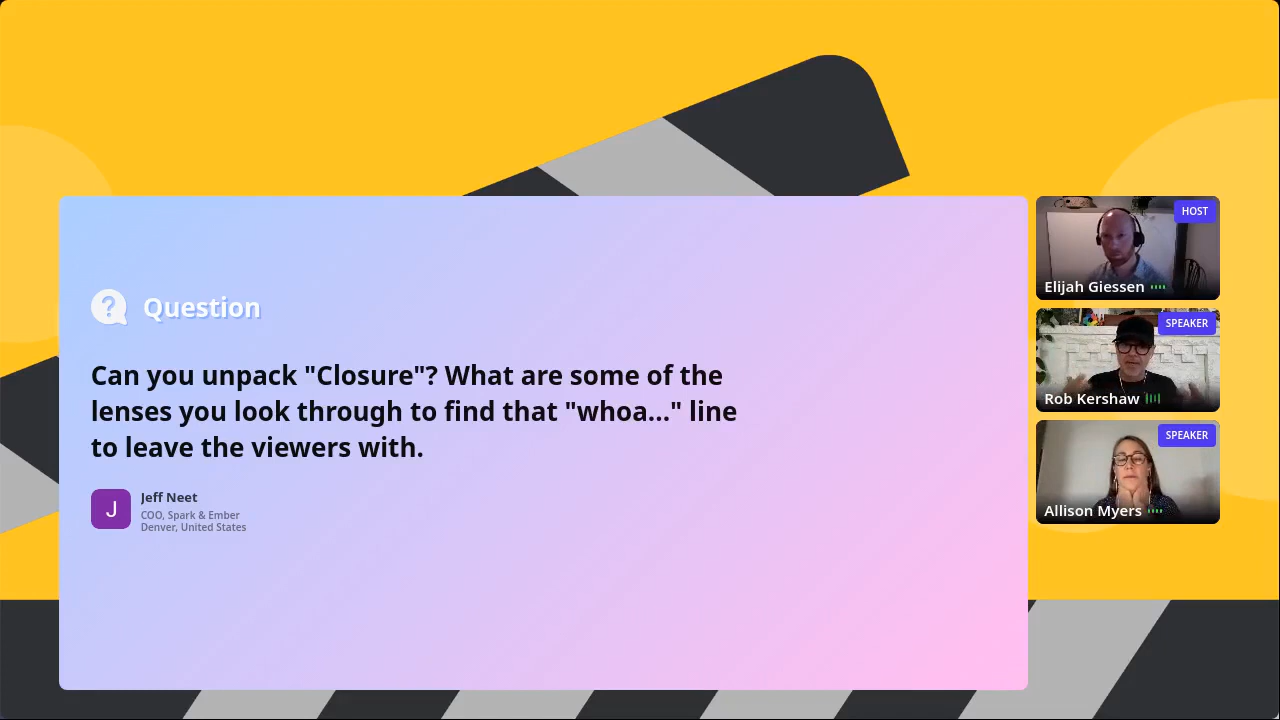 Question
Can you unpack "Closure"? What are some of the
lenses you look through to find that "whoa..." line
to leave the viewers with.
J
Jeff Neet
COO, Spark & Ember
Denver, United States
HOST
Elijah Giessen
SPEAKER
Rob Kershaw
SPEAKER
Allison Myers